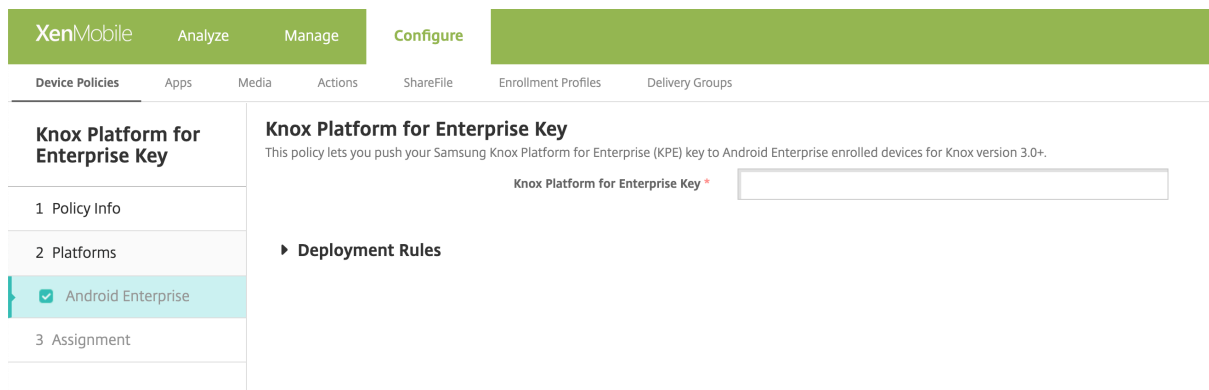 XenMobile Analyze Manage Configure
Device Policies Apps Media Actions ShareFile Enrollment Profiles Delivery Groups
Knox Platform for
Enterprise Key
1 Policy Info
2 Platforms
Android Enterprise
3 Assignment
Knox Platform for Enterprise Key
This policy lets you push your Samsung Knox Platform for Enterprise (KPE) key to Android Enterprise enrolled devices for Knox version 3.0+.
Knox Platform for Enterprise Key *
Deployment Rules